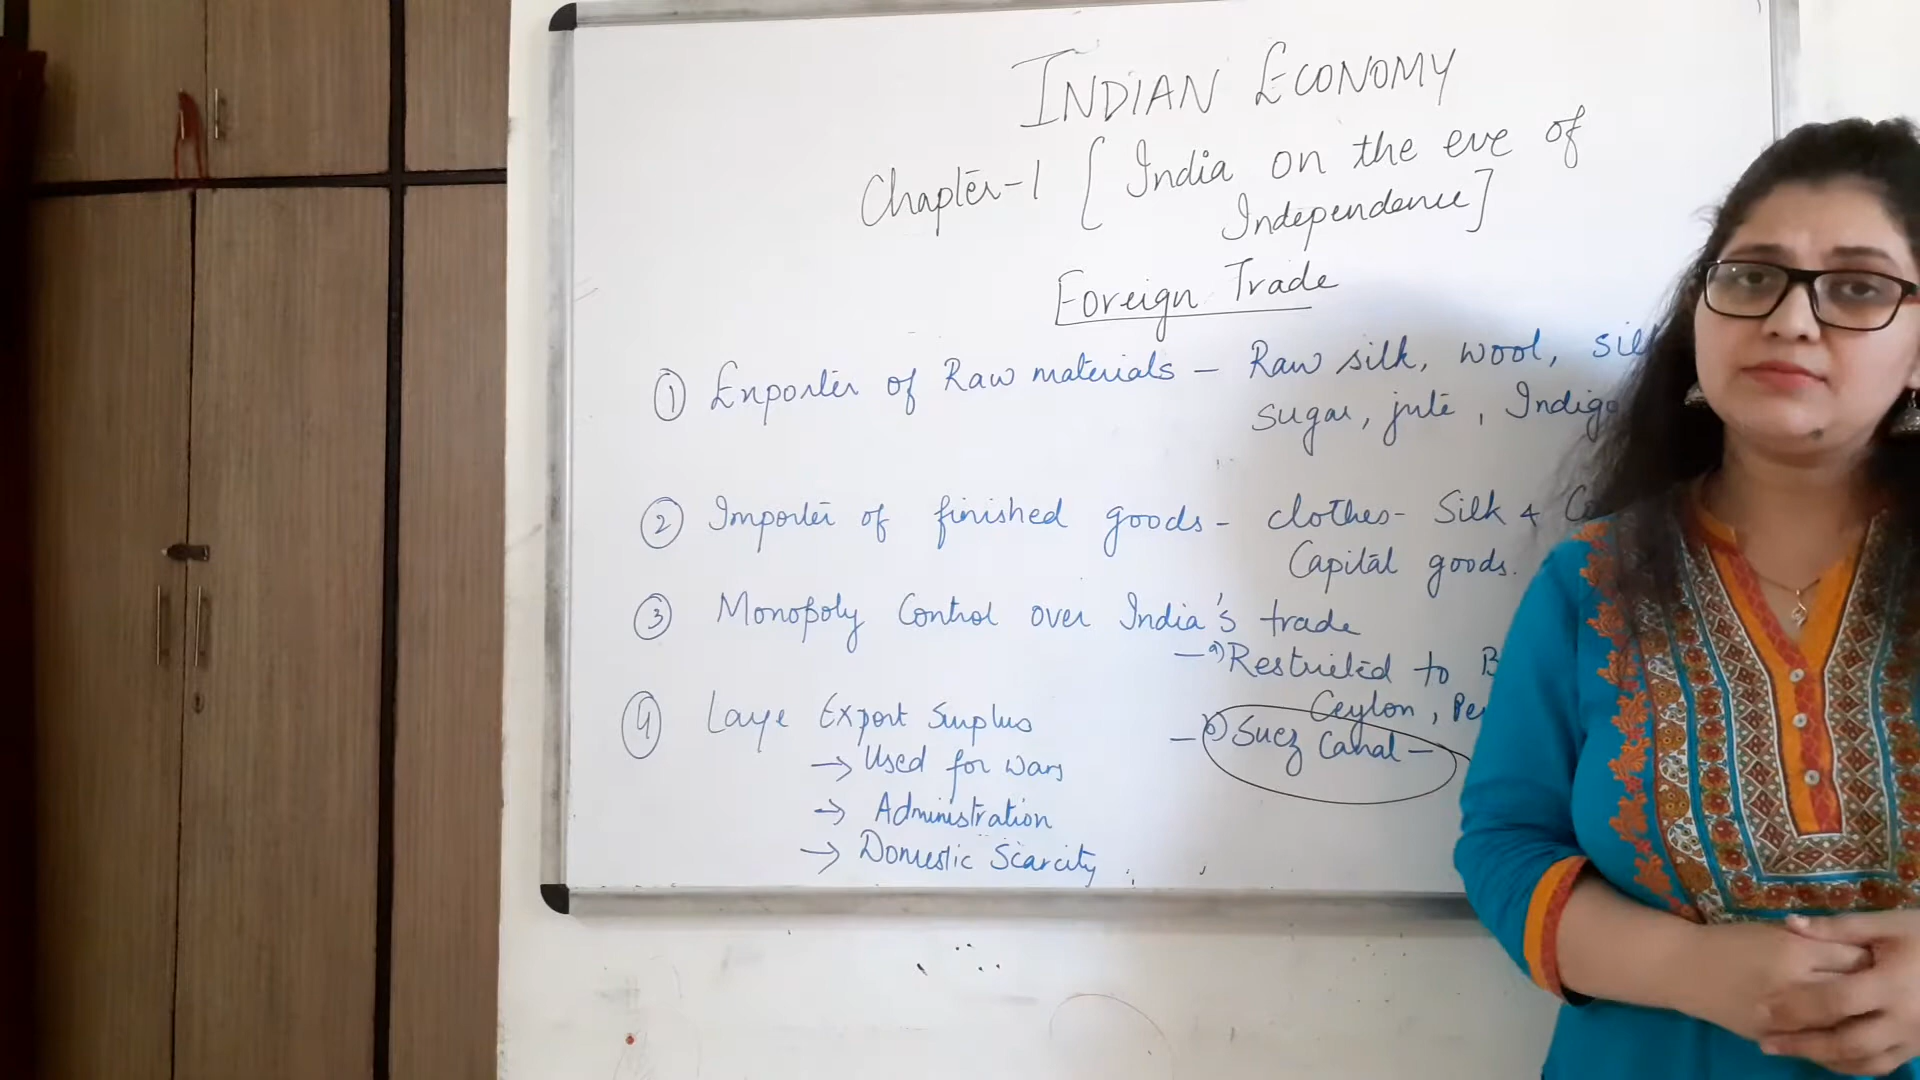 INDIAN ECONOMY
Chapter-1 [India on the eve of
Independence]
Foreign Trade
① Exporter of Raw materials - Raw silk, wool,
sugar, jute, Indigo
② Importer of finished goods - clothes - Silk &
Capital goods.
③ Monopoly Control over India's trade
- a) Restricted to
Ceylon,
④ Large Export Surplus
- b) Suez Canal -
→ Used for wars
→ Administration
→ Domestic Scarcity